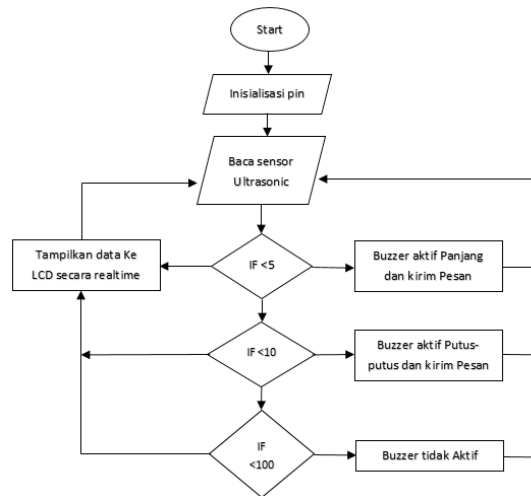 Start
Inisialisasi pin
Baca sensor
Ultrasonic
Tampilkan data Ke
LCD secara realtime
IF <5
Buzzer aktif Panjang
dan kirim Pesan
IF <10
Buzzer aktif Putus-
putus dan kirim Pesan
IF
<100
Buzzer tidak Aktif